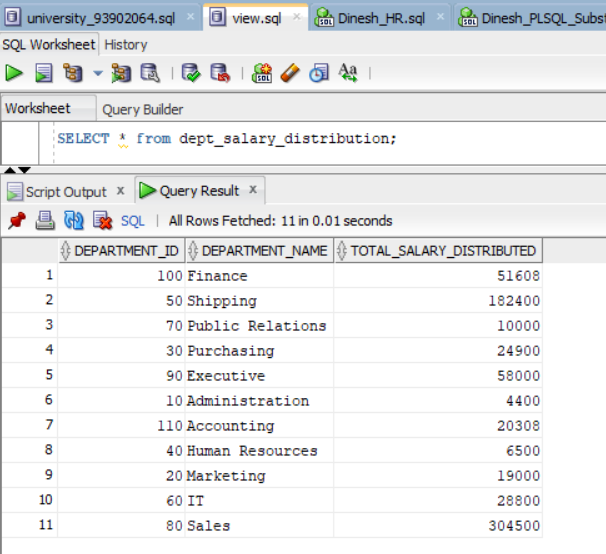 university_93902064.sql × view.sql × Dinesh_HR.sql × Dinesh_PLSQL_Subs
SQL Worksheet History
Worksheet Query Builder
SELECT * from dept_salary_distribution;
Script Output × Query Result ×
SQL | All Rows Fetched: 11 in 0.01 seconds
DEPARTMENT_ID DEPARTMENT_NAME TOTAL_SALARY_DISTRIBUTED
1 100 Finance 51608
2 50 Shipping 182400
3 70 Public Relations 10000
4 30 Purchasing 24900
5 90 Executive 58000
6 10 Administration 4400
7 110 Accounting 20308
8 40 Human Resources 6500
9 20 Marketing 19000
10 60 IT 28800
11 80 Sales 304500